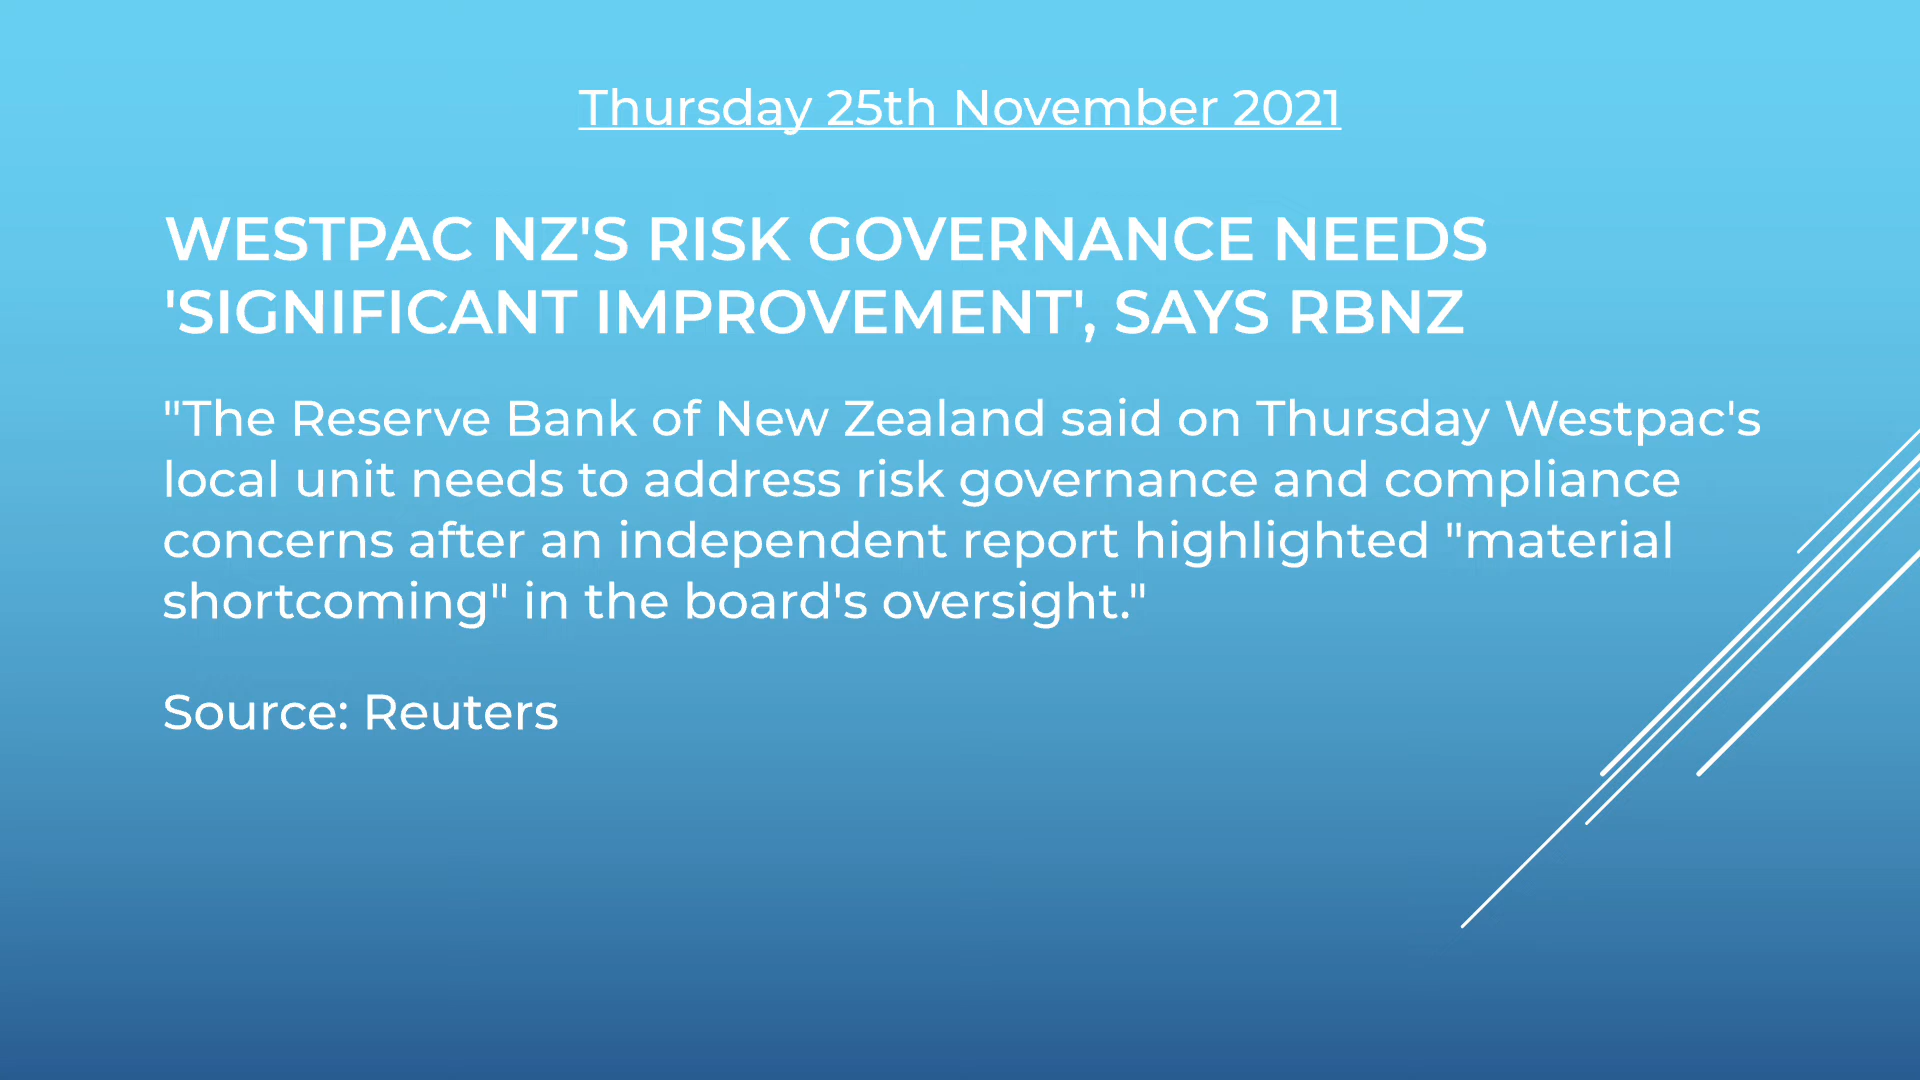 Thursday 25th November 2021
WESTPAC NZ'S RISK GOVERNANCE NEEDS
'SIGNIFICANT IMPROVEMENT', SAYS RBNZ
"The Reserve Bank of New Zealand said on Thursday Westpac's
local unit needs to address risk governance and compliance
concerns after an independent report highlighted "material
shortcoming" in the board's oversight."
Source: Reuters